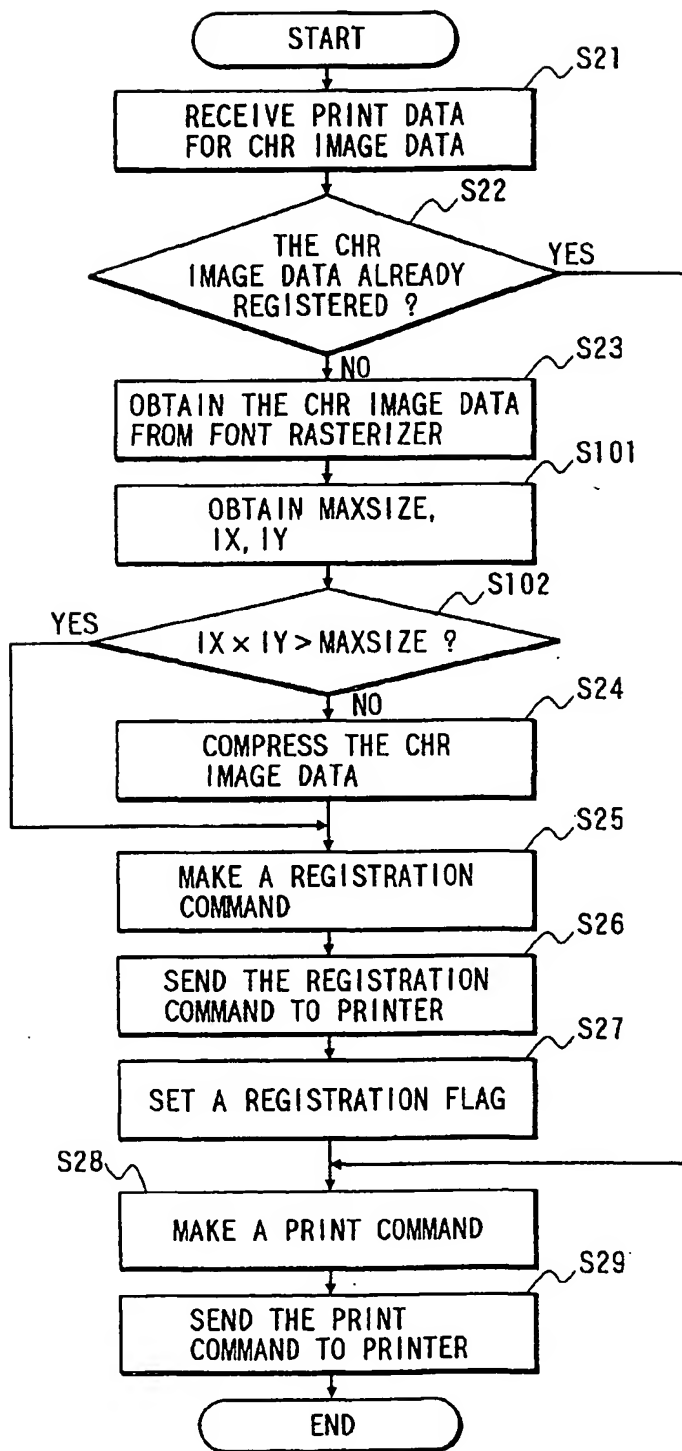 START
S21
RECEIVE PRINT DATA
FOR CHR IMAGE DATA
S22
THE CHR
IMAGE DATA ALREADY
REGISTERED ?
YES
NO
S23
OBTAIN THE CHR IMAGE DATA
FROM FONT RASTERIZER
S101
OBTAIN MAXSIZE,
IX, IY
S102
YES
IX × IY > MAXSIZE ?
NO
S24
COMPRESS THE CHR
IMAGE DATA
S25
MAKE A REGISTRATION
COMMAND
S26
SEND THE REGISTRATION
COMMAND TO PRINTER
S27
SET A REGISTRATION FLAG
S28
MAKE A PRINT COMMAND
S29
SEND THE PRINT
COMMAND TO PRINTER
END